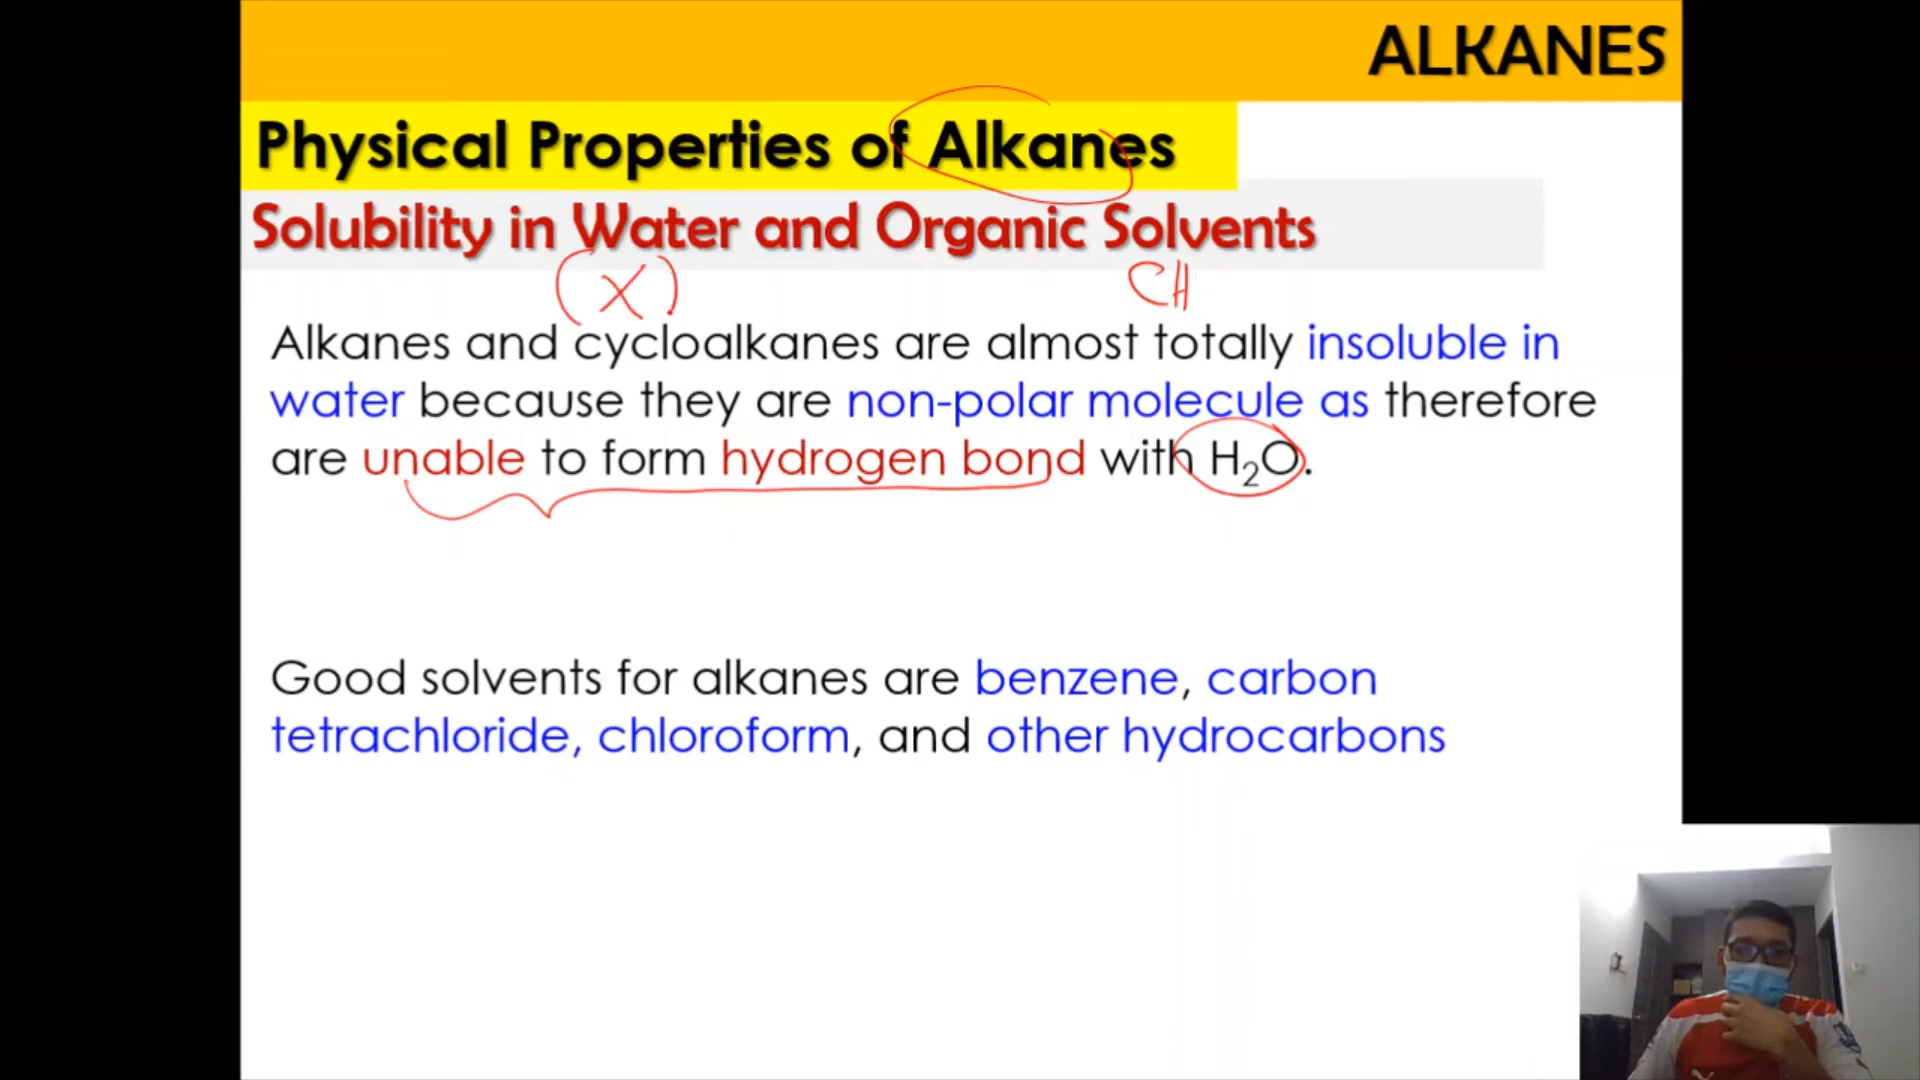 ALKANES
Physical Properties of Alkanes
Solubility in Water and Organic Solvents
(X)
CH
Alkanes and cycloalkanes are almost totally insoluble in
water because they are non-polar molecule as therefore
are unable to form hydrogen bond with H₂O.
Good solvents for alkanes are benzene, carbon
tetrachloride, chloroform, and other hydrocarbons